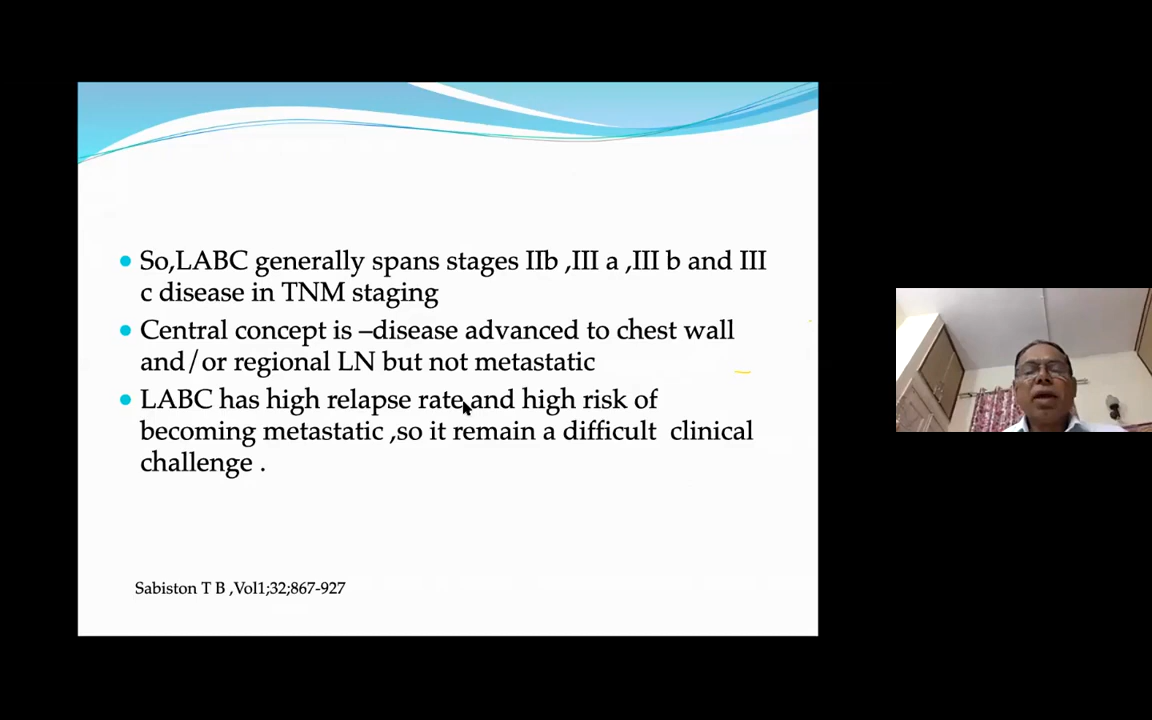 So,LABC generally spans stages IIb ,III a ,III b and III
c disease in TNM staging
Central concept is –disease advanced to chest wall
and/or regional LN but not metastatic
LABC has high relapse rate and high risk of
becoming metastatic ,so it remain a difficult clinical
challenge .
Sabiston T B ,Vol1;32;867-927